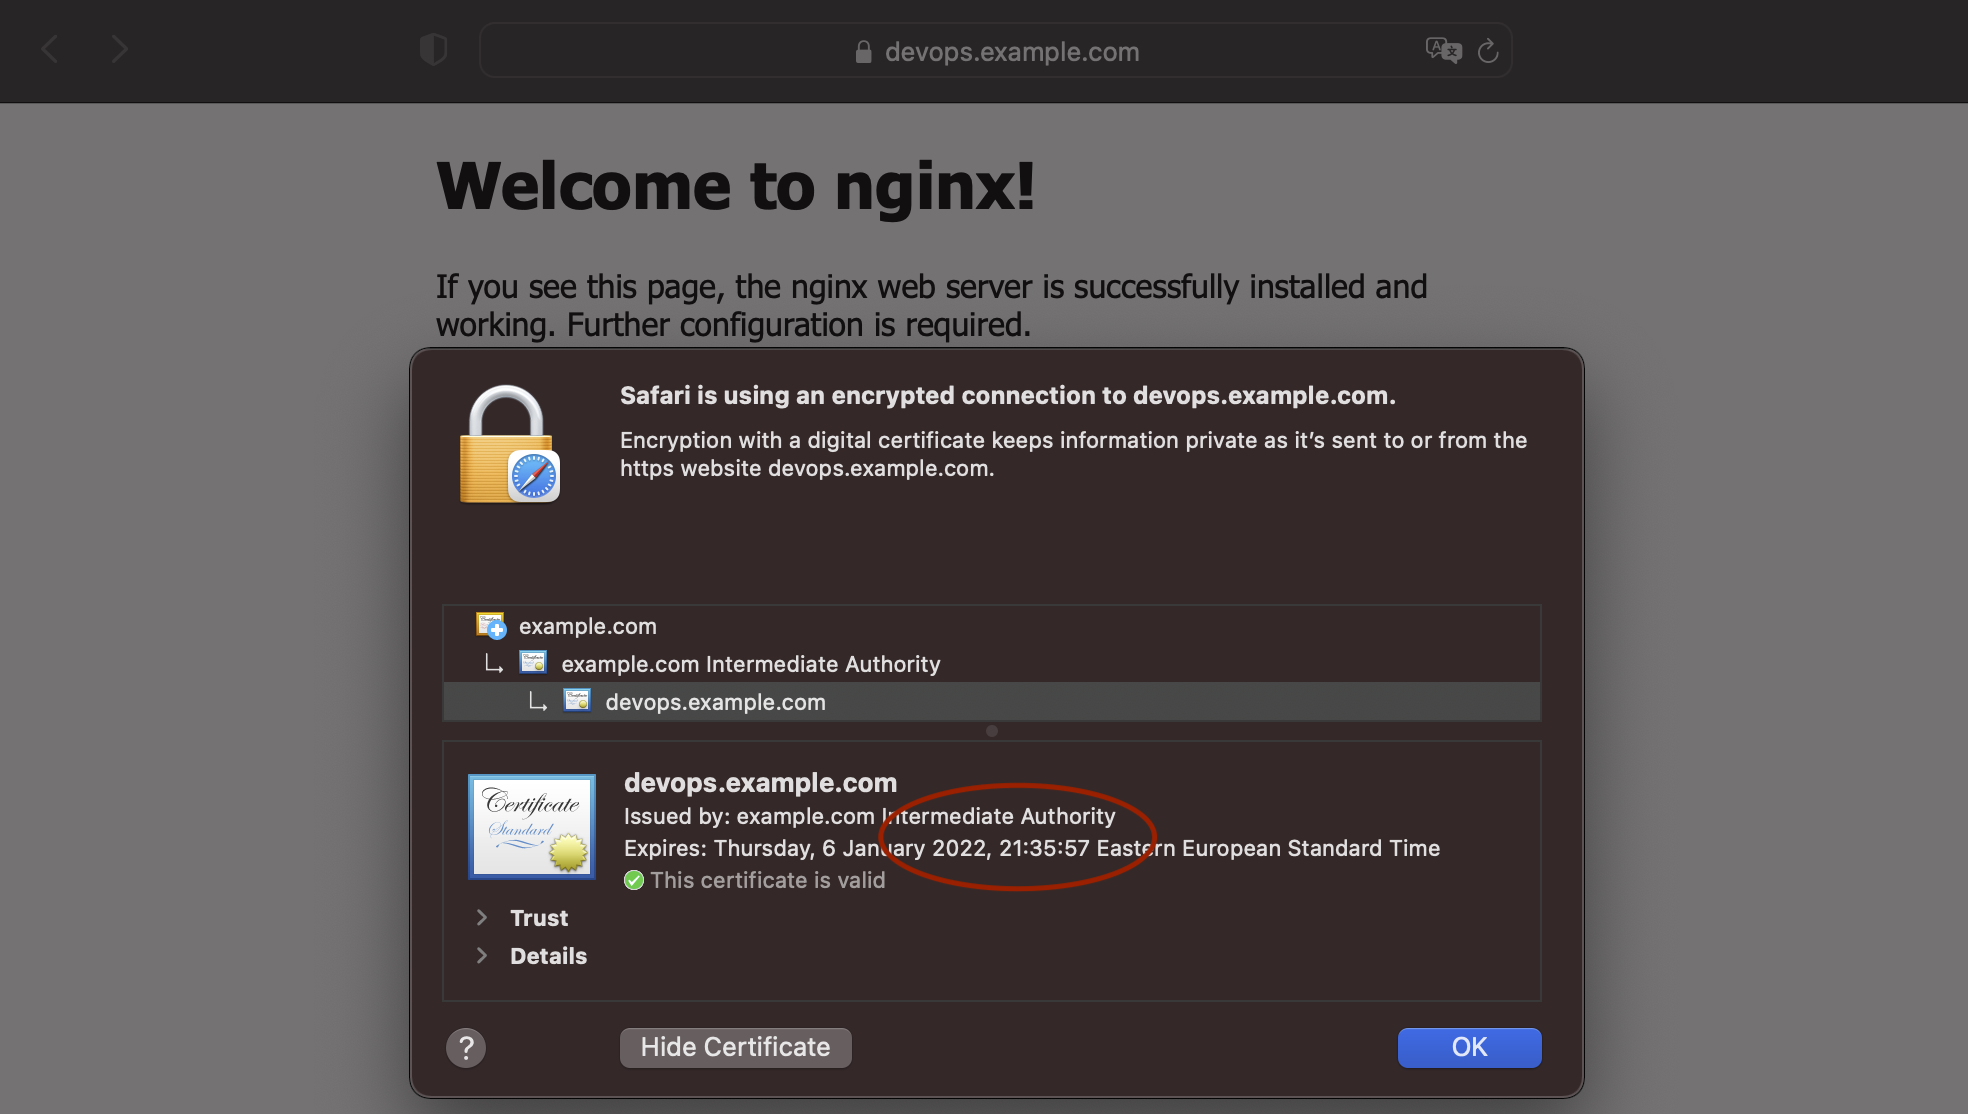 devops.example.com
Welcome to nginx!
If you see this page, the nginx web server is successfully installed and
working. Further configuration is required.
Safari is using an encrypted connection to devops.example.com.
Encryption with a digital certificate keeps information private as it’s sent to or from the
https website devops.example.com.
example.com
example.com Intermediate Authority
devops.example.com
Certificate
Standard
devops.example.com
Issued by: example.com Intermediate Authority
Expires: Thursday, 6 January 2022, 21:35:57 Eastern European Standard Time
This certificate is valid
Trust
Details
?
Hide Certificate
OK